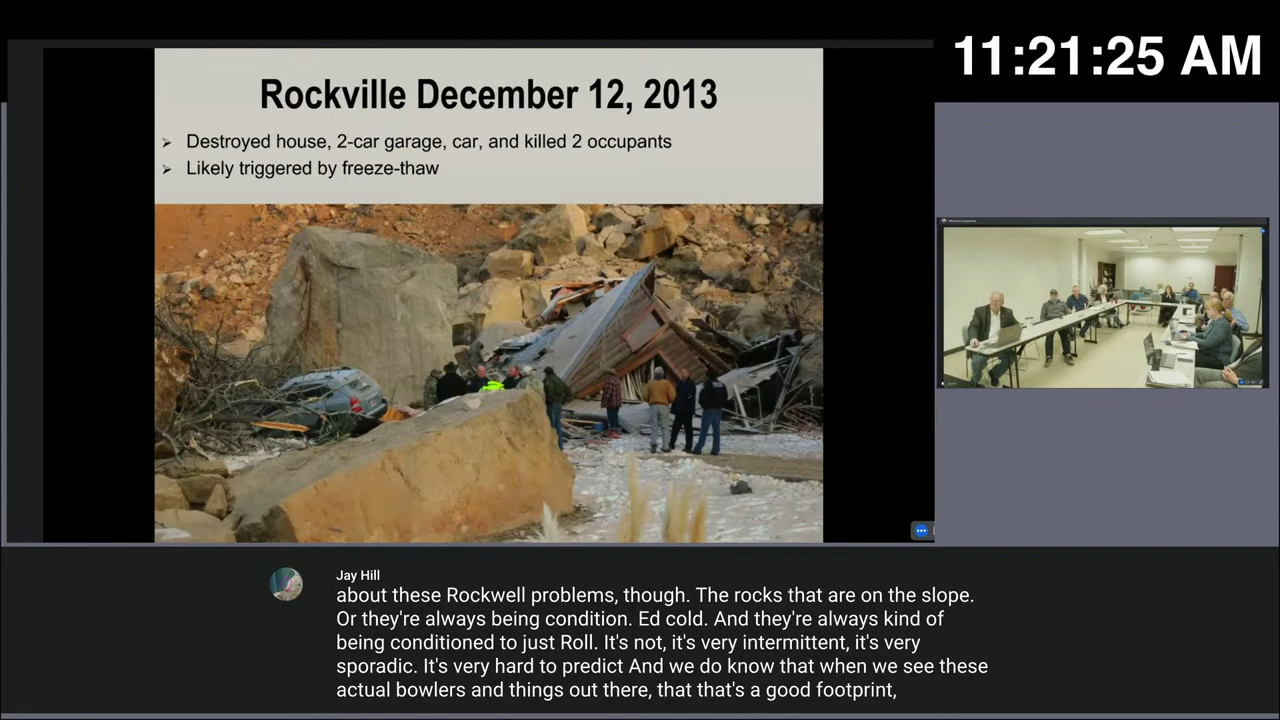 11:21:25 AM
Rockville December 12, 2013
➢ Destroyed house, 2-car garage, car, and killed 2 occupants
➢ Likely triggered by freeze-thaw
Jay Hill
about these Rockwell problems, though. The rocks that are on the slope.
Or they're always being condition. Ed cold. And they're always kind of
being conditioned to just Roll. It's not, it's very intermittent, it's very
sporadic. It's very hard to predict And we do know that when we see these
actual bowlers and things out there, that that's a good footprint,